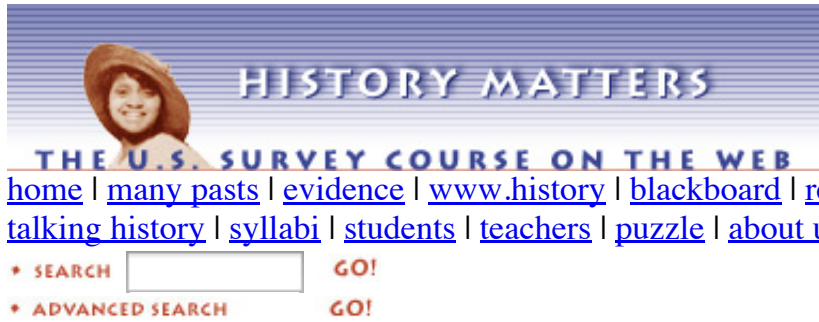 HISTORY MATTERS
THE U.S. SURVEY COURSE ON THE WEB
home | many pasts | evidence | www.history | blackboard |
talking history | syllabi | students | teachers | puzzle | about
SEARCH GO!
ADVANCED SEARCH GO!